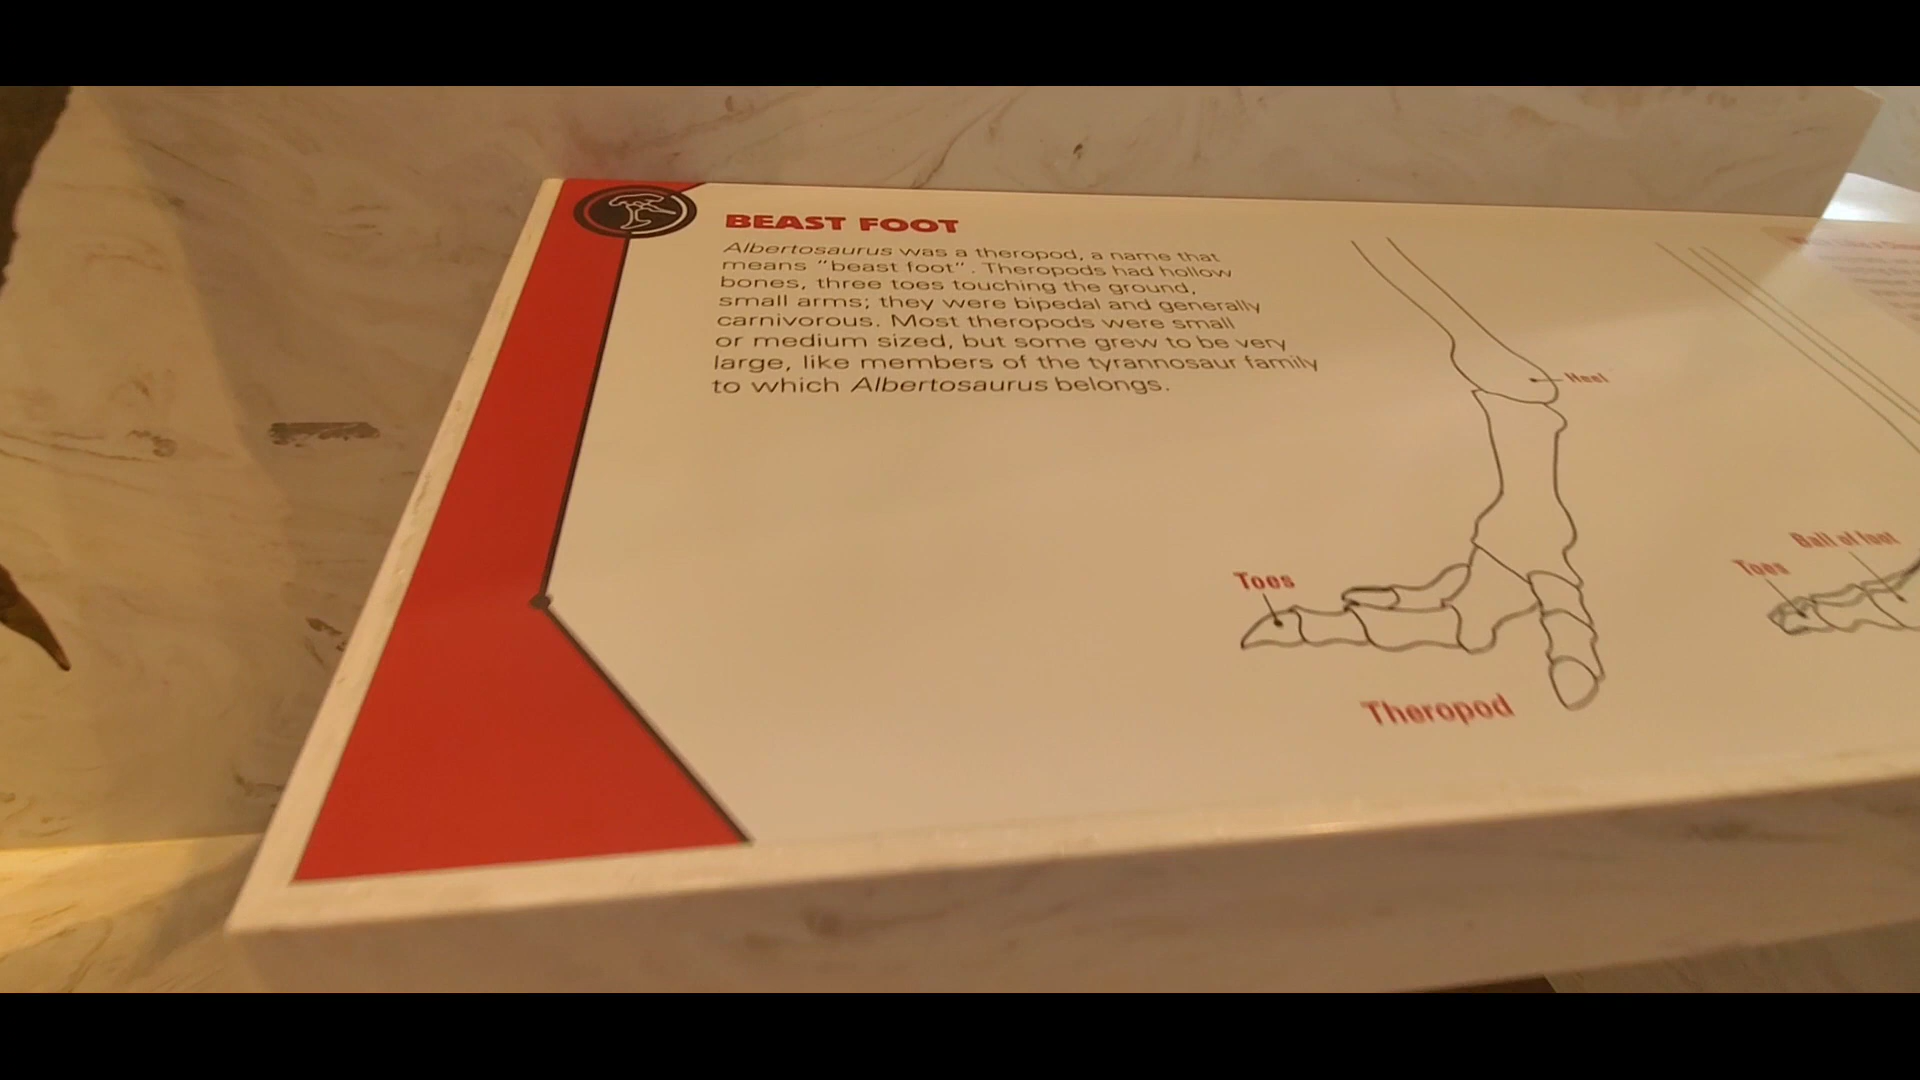 BEAST FOOT
Albertosaurus was a theropod, a name that
means "beast foot". Theropods had hollow
bones, three toes touching the ground,
small arms; they were bipedal and generally
carnivorous. Most theropods were small
or medium sized, but some grew to be very
large, like members of the tyrannosaur family
to which Albertosaurus belongs.
Heel
Toes
Theropod
Ball of foot
Toes